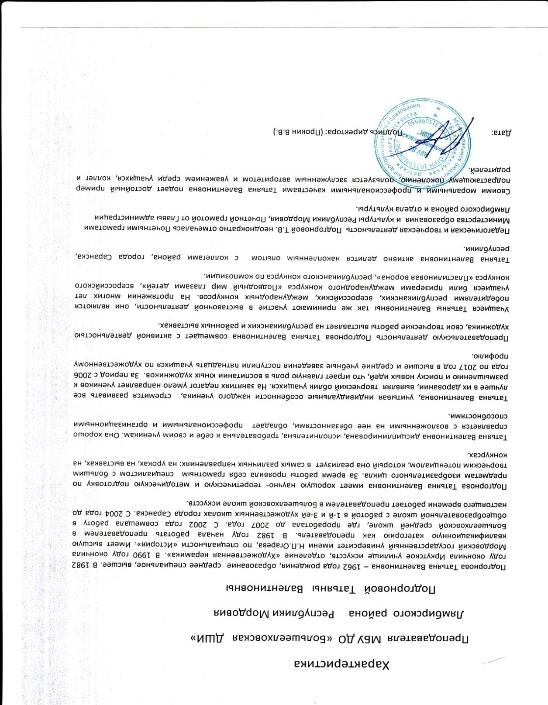 Характеристика
Преподавателя МБУ ДО «Большеелховская ДШИ»
Лямбирского района Республики Мордовия
Подгорновой Татьяны Валентиновны
Подгорнова Татьяна Валентиновна – 1962 года рождения, образование среднее специальное, высшее. В 1982
году окончила Иркутское училище искусств, отделение «Художественная керамика». В 1990 году окончила
Мордовский государственный университет имени Н.П.Огарева, по специальности «История». Имеет высшую
квалификационную категорию как преподаватель. В 1983 году начала работать преподавателем в
Большеелховской средней школе, где проработала до 2007 года. С 2002 года совмещала работу в
общеобразовательной школе с работой в 1-й и 3-ей художественных школах города Саранска. С 2004 года до
настоящего времени работает преподавателем в Большеелховской школе искусств.
Подгорнова Татьяна Валентиновна имеет хорошую научно- теоретическую и методическую подготовку по
предметам изобразительного цикла. За время работы проявила себя грамотным специалистом с большим
творческим потенциалом, который она реализует в самых различных направлениях: на уроках, на выставках, на
конкурсах.
Татьяна Валентиновна дисциплинирована, исполнительна, требовательна к себе и своим ученикам. Она хорошо
справляется с возложенными на нее обязанностями, обладает профессиональными и организационными
способностями.
Татьяна Валентиновна, учитывая индивидуальные особенности каждого ученика, стремится развивать все
лучшее в их даровании, выявляя творческий облик учащихся. На занятиях педагог умело направляет учеников к
размышлению и поиску новых идей, что играет главную роль в воспитании юных художников. За период с 2006
года по 2017 год в высшие и средние учебные заведения поступили пятнадцать учащихся по художественному
профилю.
Преподавательскую деятельность Подгорнова Татьяна Валентиновна совмещает с активной деятельностью
художника, свои творческие работы выставляет на республиканских и районных выставках.
Учащиеся Татьяны Валентиновны так же принимают участие в выставочной деятельности, они являются
победителями республиканских, всероссийских, международных конкурсов. На протяжении многих лет
учащиеся были призерами международного конкурса «Подводный мир глазами детей», всероссийского
конкурса «Пластилиновая ворона», республиканского конкурса по композиции.
Татьяна Валентиновна активно делится накопленным опытом с коллегами района, города Саранска,
республики.
Педагогическая и творческая деятельность Подгорновой Т.В. неоднократно отмечалась Почетными грамотами
Министерства образования и культуры Республики Мордовии, Почетной грамотой от Главы администрации
Лямбирского района и отдела культуры.
Своими моральными и профессиональными качествами Татьяна Валентиновна подает достойный пример
подрастающему поколению, пользуется заслуженным авторитетом и уважением среди учащихся, коллег и
родителей.
Дата: Подпись директора: (Пронин В.В.)